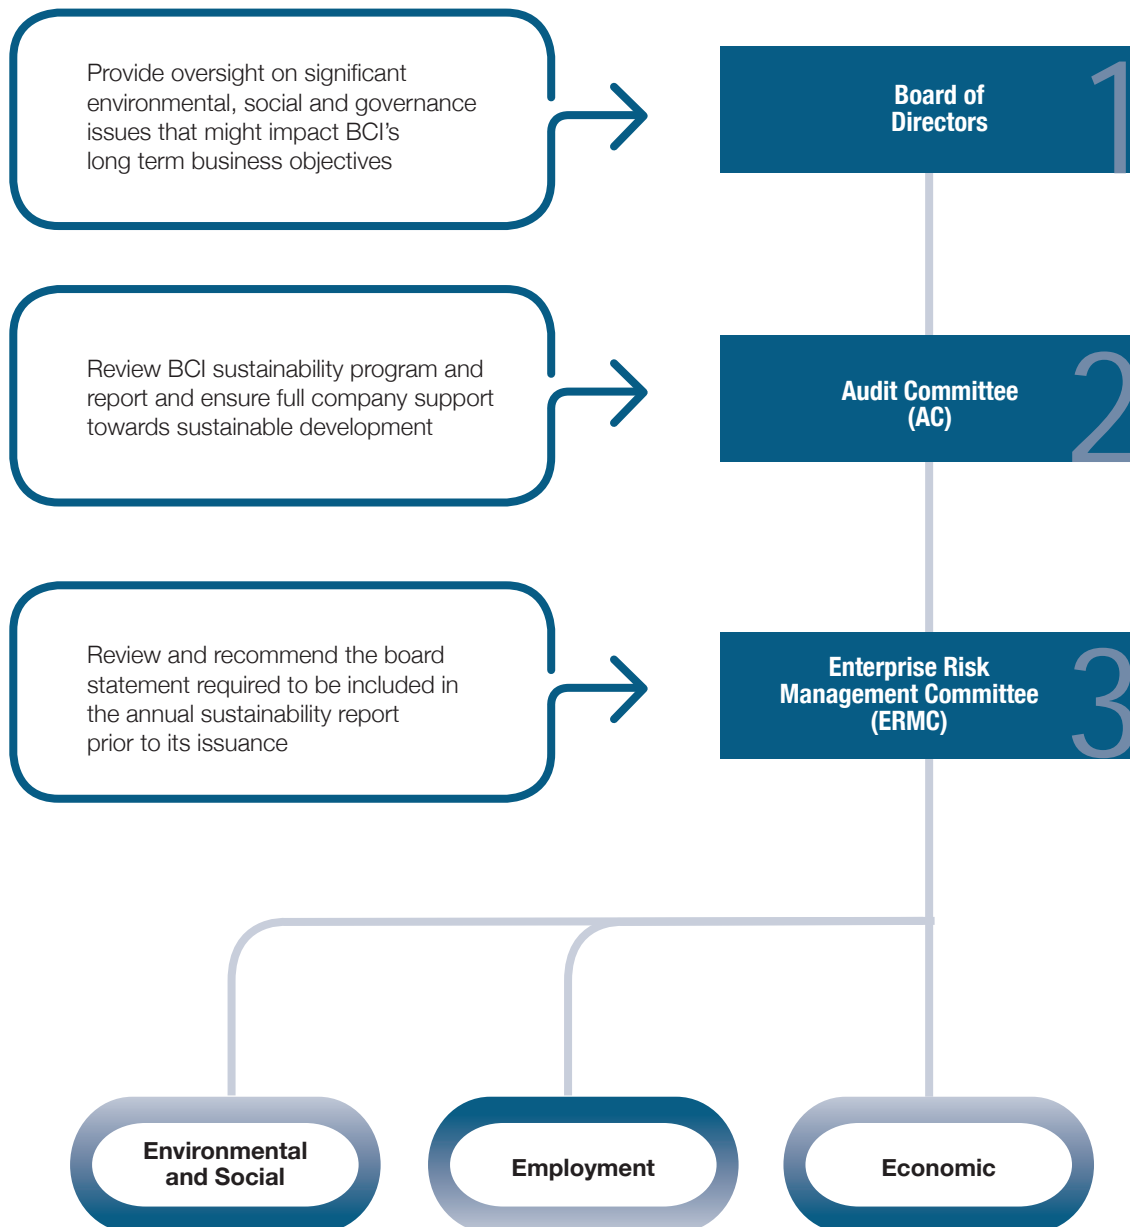 Provide oversight on significant
environmental, social and governance
issues that might impact BCI's
long term business objectives
Board of
Directors
1
Review BCI sustainability program and
report and ensure full company support
towards sustainable development
Audit Committee
(AC)
2
Review and recommend the board
statement required to be included in
the annual sustainability report
prior to its issuance
Enterprise Risk
Management Committee
(ERMC)
3
Environmental
and Social
Employment
Economic